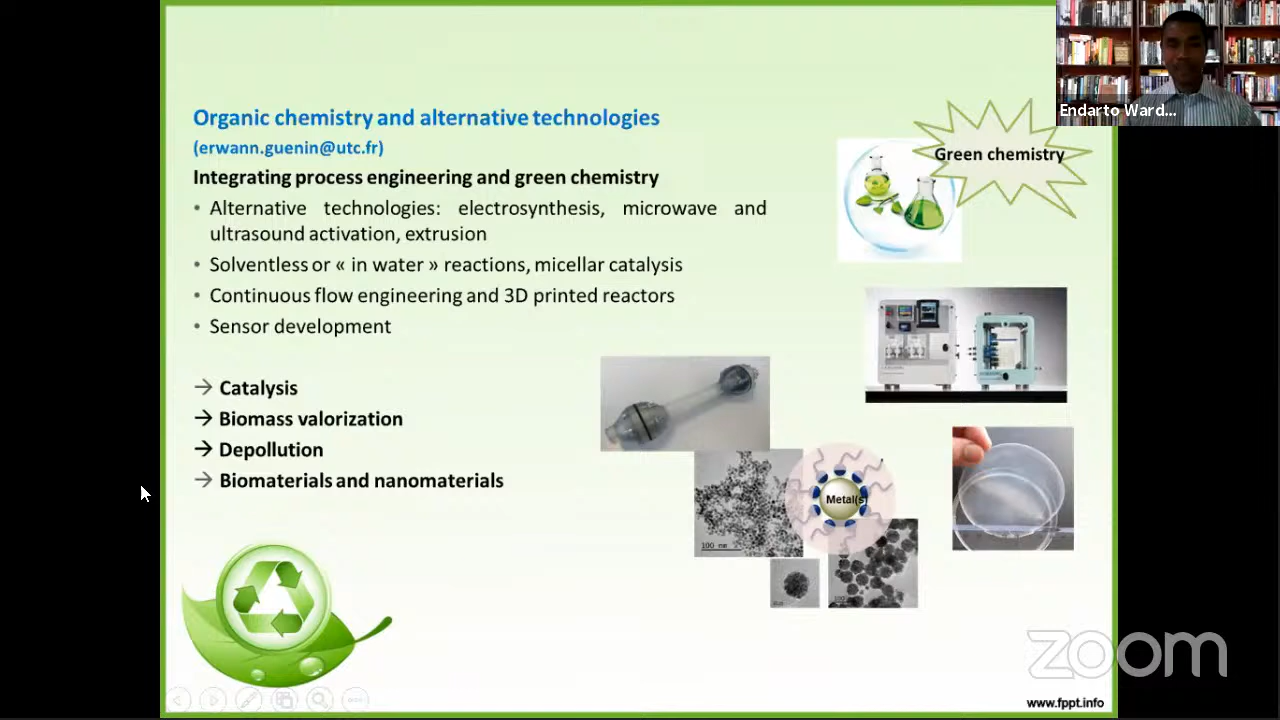 Organic chemistry and alternative technologies
(erwann.guenin@utc.fr)
Integrating process engineering and green chemistry
• Alternative technologies: electrosynthesis, microwave and
ultrasound activation, extrusion
• Solventless or « in water » reactions, micellar catalysis
• Continuous flow engineering and 3D printed reactors
• Sensor development
→ Catalysis
→ Biomass valorization
→ Depollution
→ Biomaterials and nanomaterials
Endarto Ward...
Green chemistry
Metal(s)
100 nm
zoom
www.fppt.info